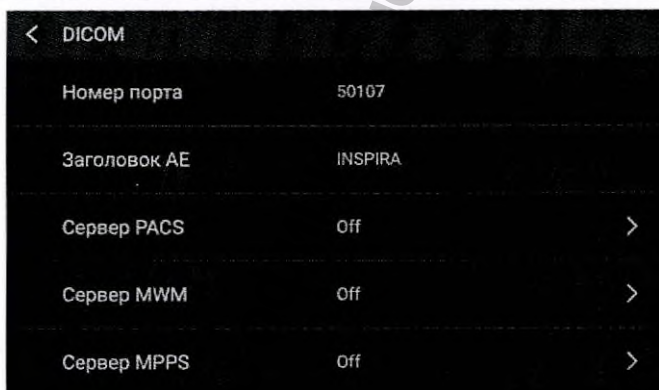 DICOM
Номер порта 50107
Заголовок AE INSPIRA
Сервер PACS Off
Сервер MWM Off
Сервер MPPS Off